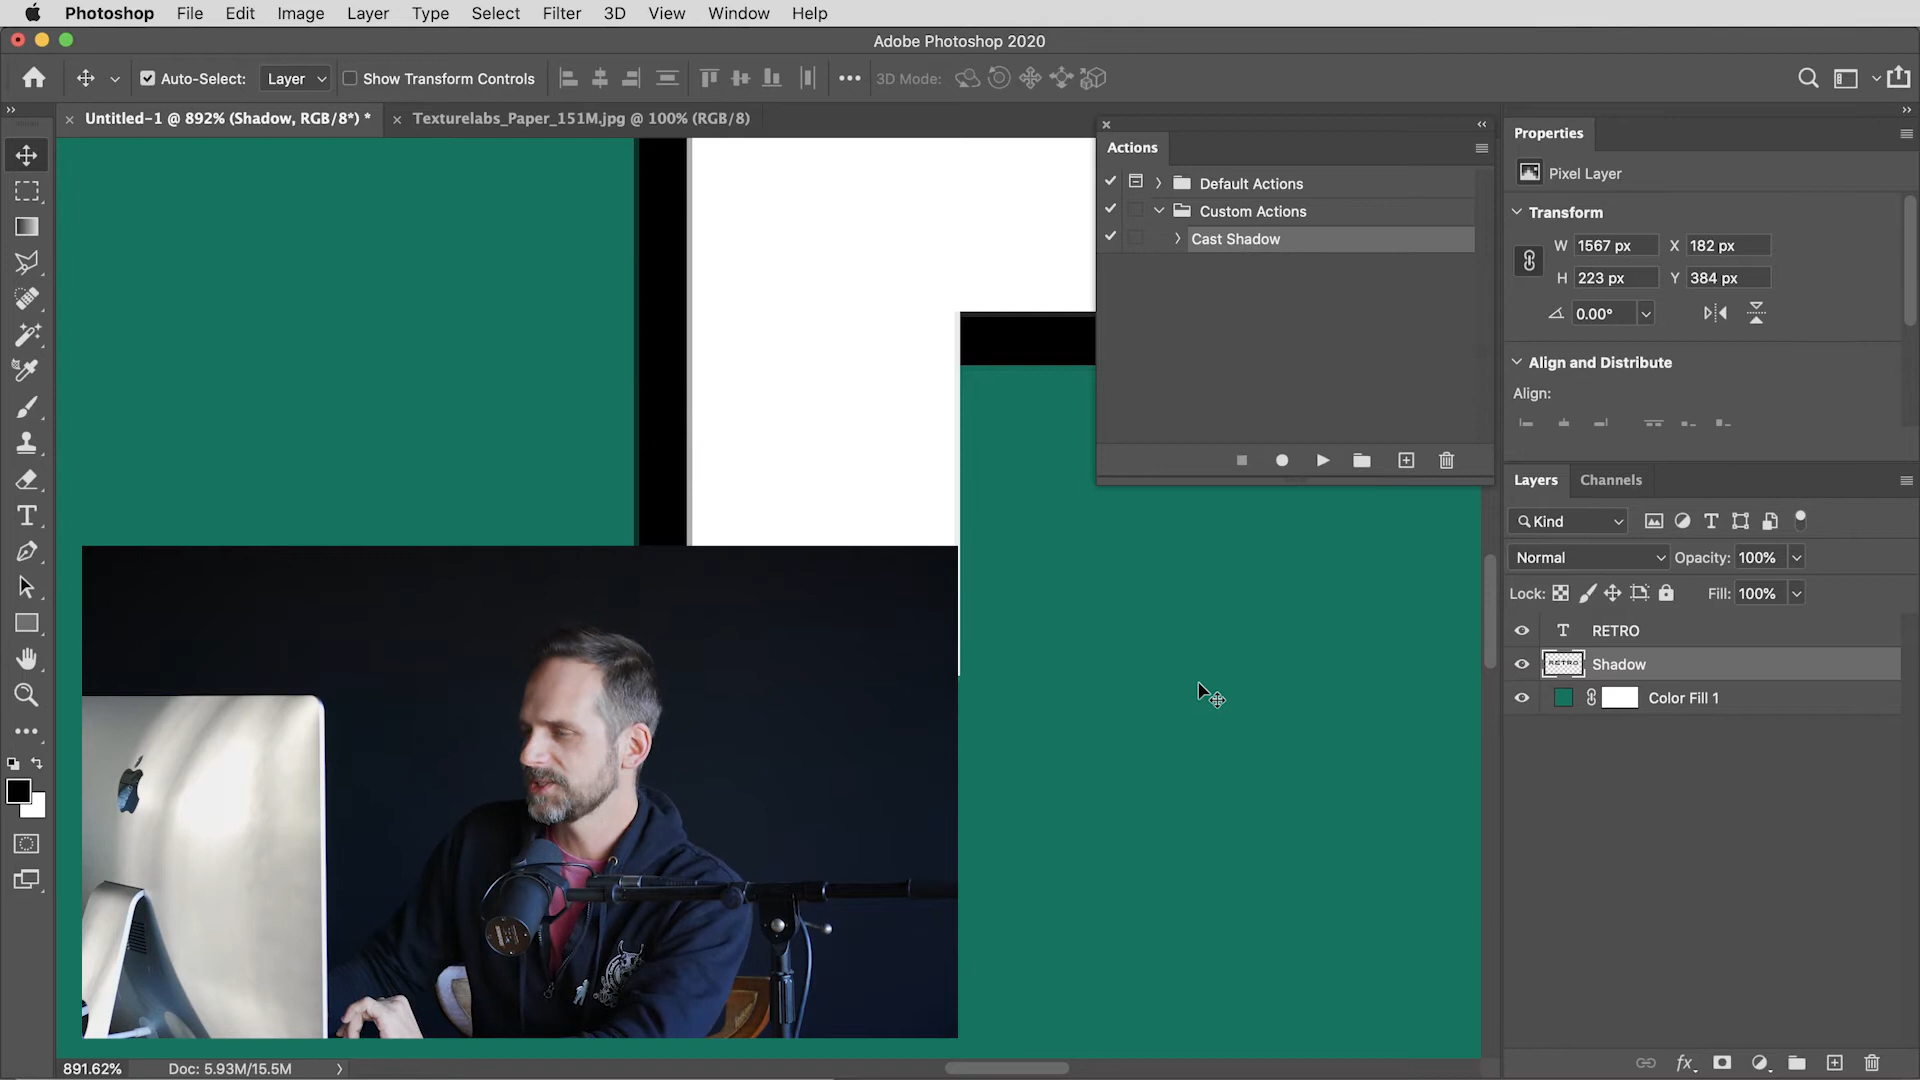 Photoshop File Edit Image Layer Type Select Filter 3D View Window Help
Adobe Photoshop 2020
Auto-Select: Layer Show Transform Controls 3D Mode:
Untitled-1 @ 892% (Shadow, RGB/8*) * Texturelabs_Paper_151M.jpg @ 100% (RGB/8)
Actions
Default Actions
Custom Actions
Cast Shadow
Properties
Pixel Layer
Transform
W 1567 px X 182 px
H 223 px Y 384 px
0.00°
Align and Distribute
Align:
Layers Channels
Kind
Normal Opacity: 100%
Lock: Fill: 100%
T RETRO
RETRO Shadow
Color Fill 1
fx
891.62% Doc: 5.93M/15.5M